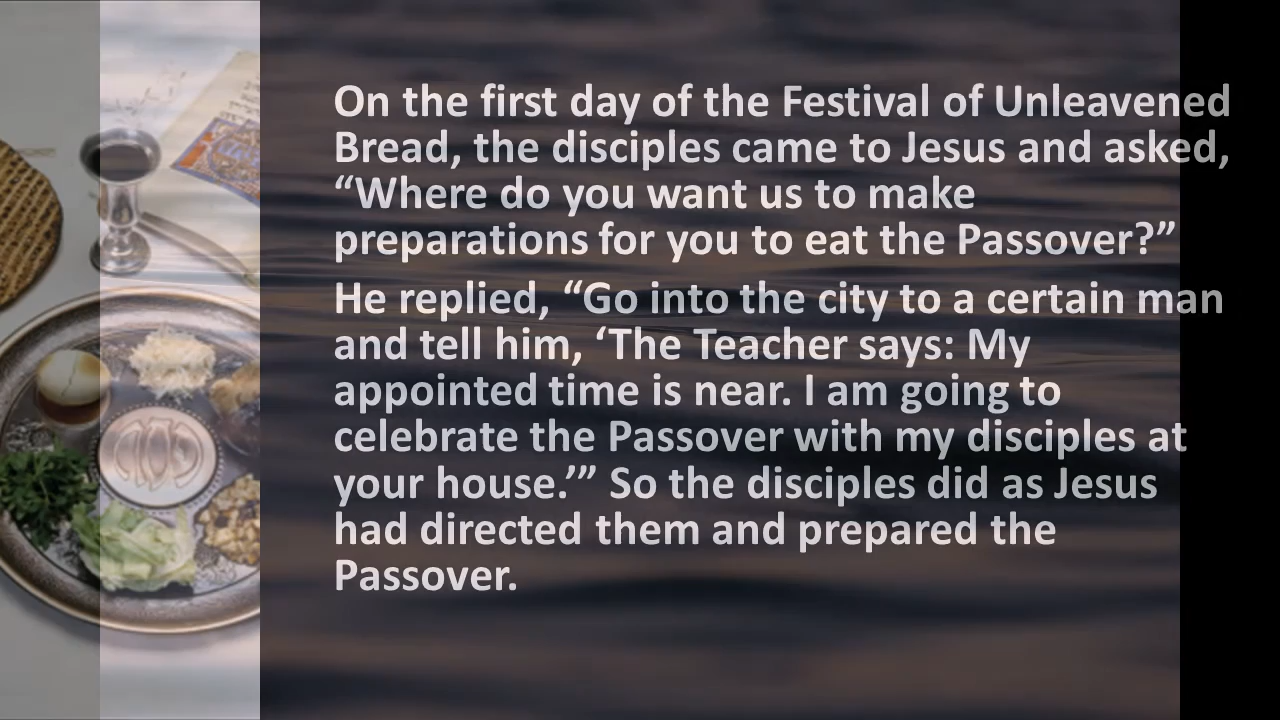 On the first day of the Festival of Unleavened
Bread, the disciples came to Jesus and asked,
“Where do you want us to make
preparations for you to eat the Passover?”
He replied, “Go into the city to a certain man
and tell him, ‘The Teacher says: My
appointed time is near. I am going to
celebrate the Passover with my disciples at
your house.’” So the disciples did as Jesus
had directed them and prepared the
Passover.